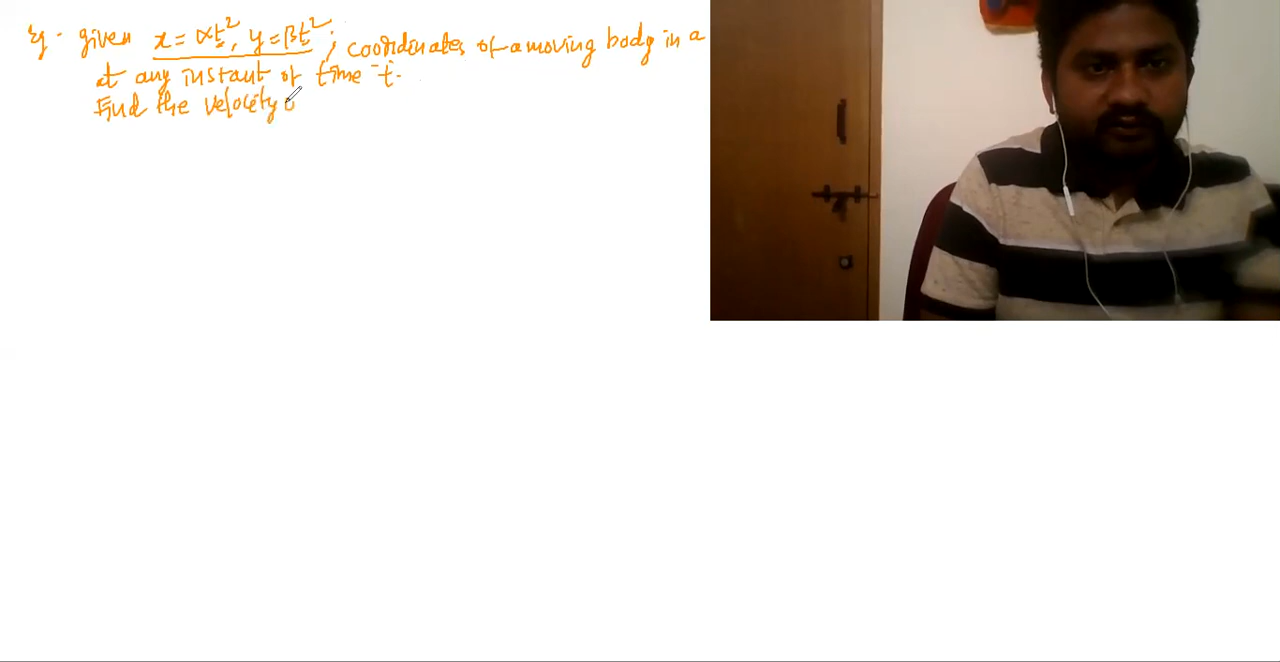 Eg - given x = αt², y = βt² ; coordinates of a moving body in a
at any instant of time t.
Find the velocity o